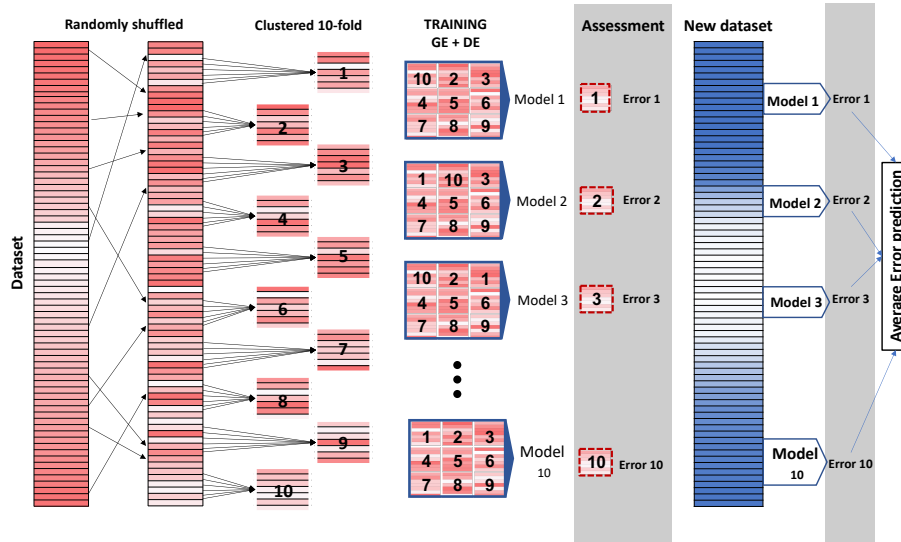 Randomly shuffled
Clustered 10-fold
TRAINING
GE + DE
Assessment
New dataset
Dataset
1
2
3
4
5
6
7
8
9
10
10 2 3
4 5 6
7 8 9
Model 1
1
Error 1
Model 1
Error 1
1 10 3
4 5 6
7 8 9
Model 2
2
Error 2
Model 2
Error 2
10 2 1
4 5 6
7 8 9
Model 3
3
Error 3
Model 3
Error 3
1 2 3
4 5 6
7 8 9
Model
10
10
Error 10
Model
10
Error 10
Average Error prediction